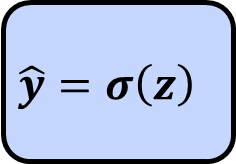 ŷ = σ(z)